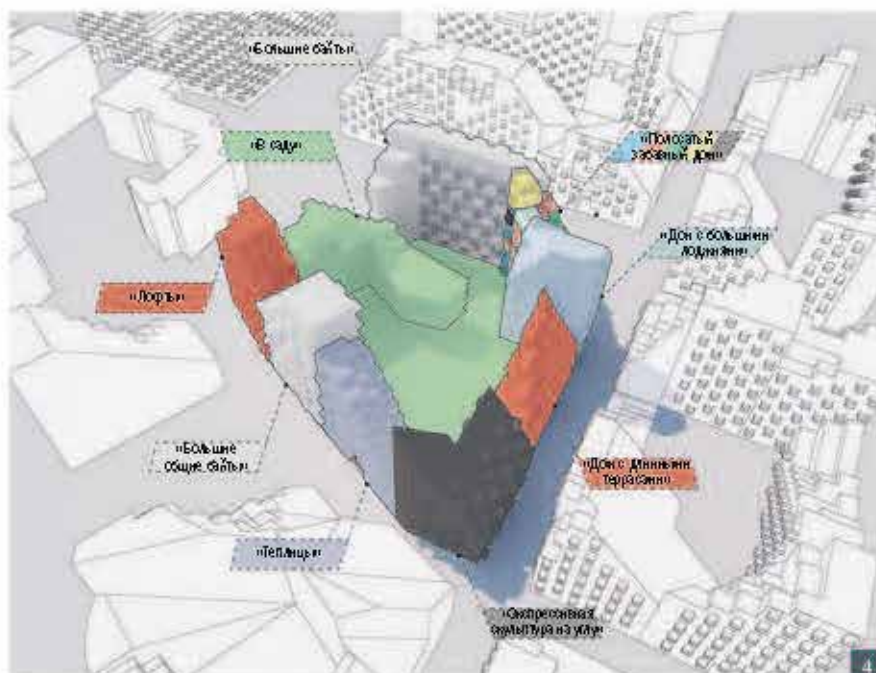 «Большие байты»
«В саду»
«Полосатый
забавный дом»
«Дом с большими
лоджиями»
«Лофты»
«Большие
общие байты»
«Дом с длинными
террасами»
«Теплицы»
«Экспрессивная
скульптура на углу»
4